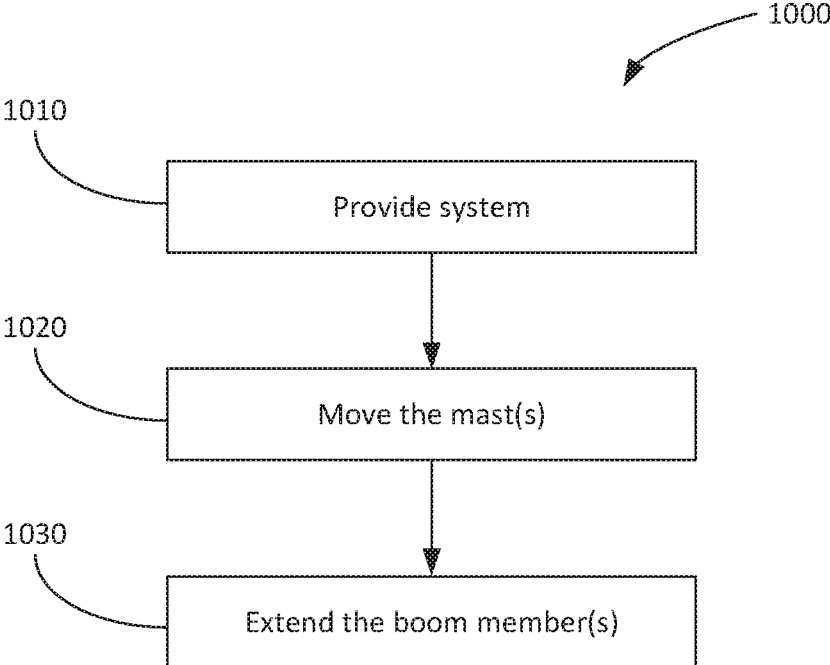 1000
1010
Provide system
1020
Move the mast(s)
1030
Extend the boom member(s)